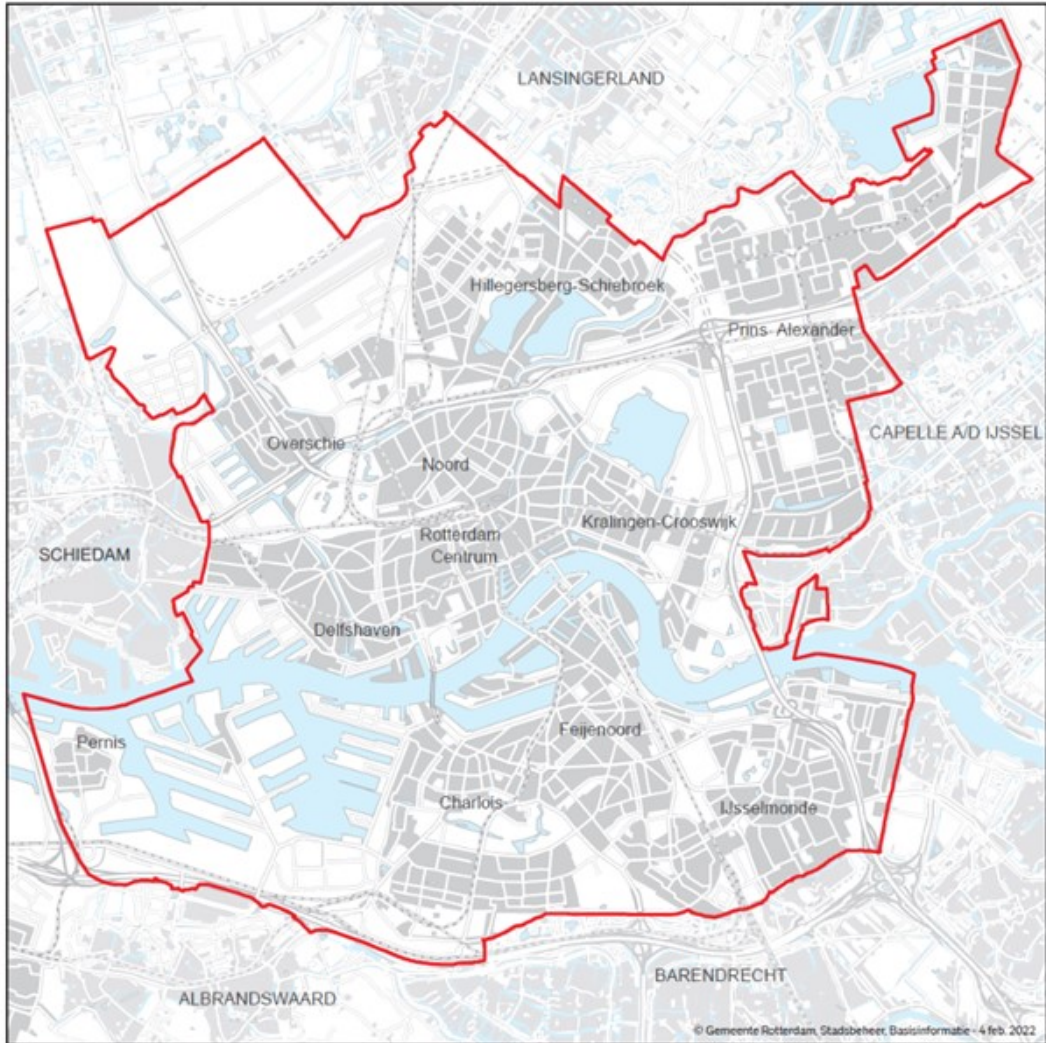 LANSINGERLAND
Hillegersberg-Schiebroek
Prins Alexander
CAPELLE A/D IJSSEL
Overschie
Noord
Kralingen-Crooswijk
Rotterdam
Centrum
SCHIEDAM
Delfshaven
Feijenoord
Pernis
Charlois
IJsselmonde
BARENDRECHT
ALBRANDSWAARD
© Gemeente Rotterdam, Stadsbeheer, Basisinformatie - 4 feb. 2022